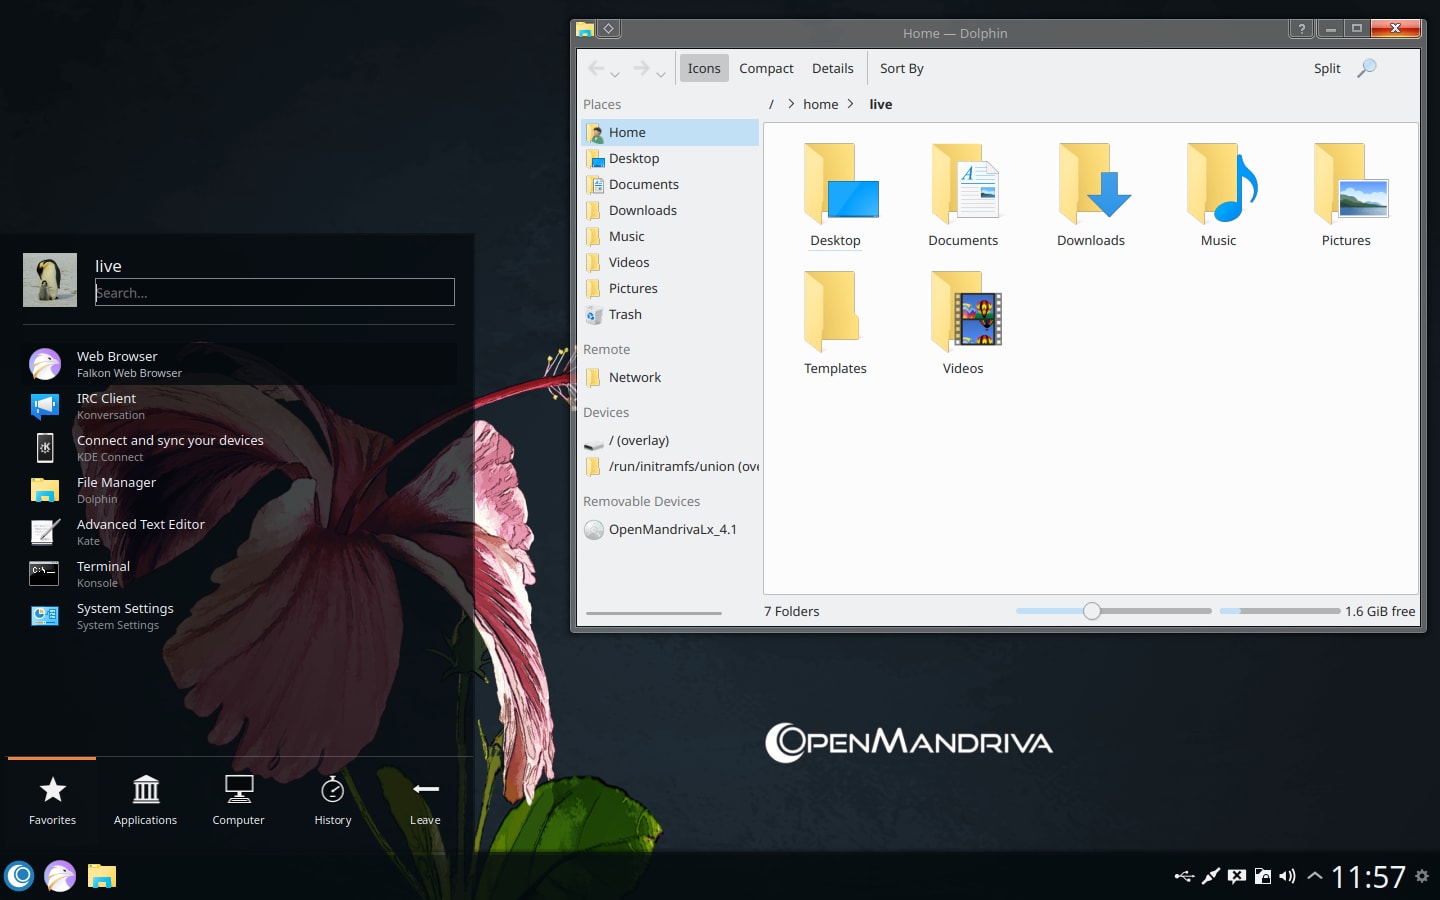 Home — Dolphin
?
Icons Compact Details Sort By Split
Places
/ > home > live
Home
Desktop
Documents
Downloads
Music
Videos
Pictures
Trash
Remote
Network
Devices
/ (overlay)
/run/initramfs/union (ove
Removable Devices
OpenMandrivaLx_4.1
Desktop Documents Downloads Music Pictures
Templates Videos
7 Folders 1.6 GiB free
live
Search...
Web Browser
Falkon Web Browser
IRC Client
Konversation
Connect and sync your devices
KDE Connect
File Manager
Dolphin
Advanced Text Editor
Kate
Terminal
Konsole
System Settings
System Settings
Favorites Applications Computer History Leave
OPENMANDRIVA
11:57